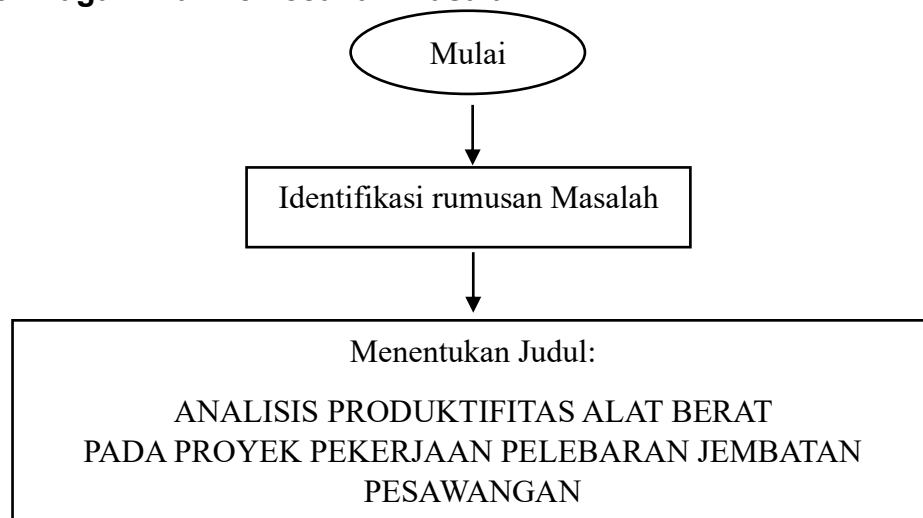 Mulai
Identifikasi rumusan Masalah
Menentukan Judul:
ANALISIS PRODUKTIFITAS ALAT BERAT
PADA PROYEK PEKERJAAN PELEBARAN JEMBATAN
PESAWANGAN